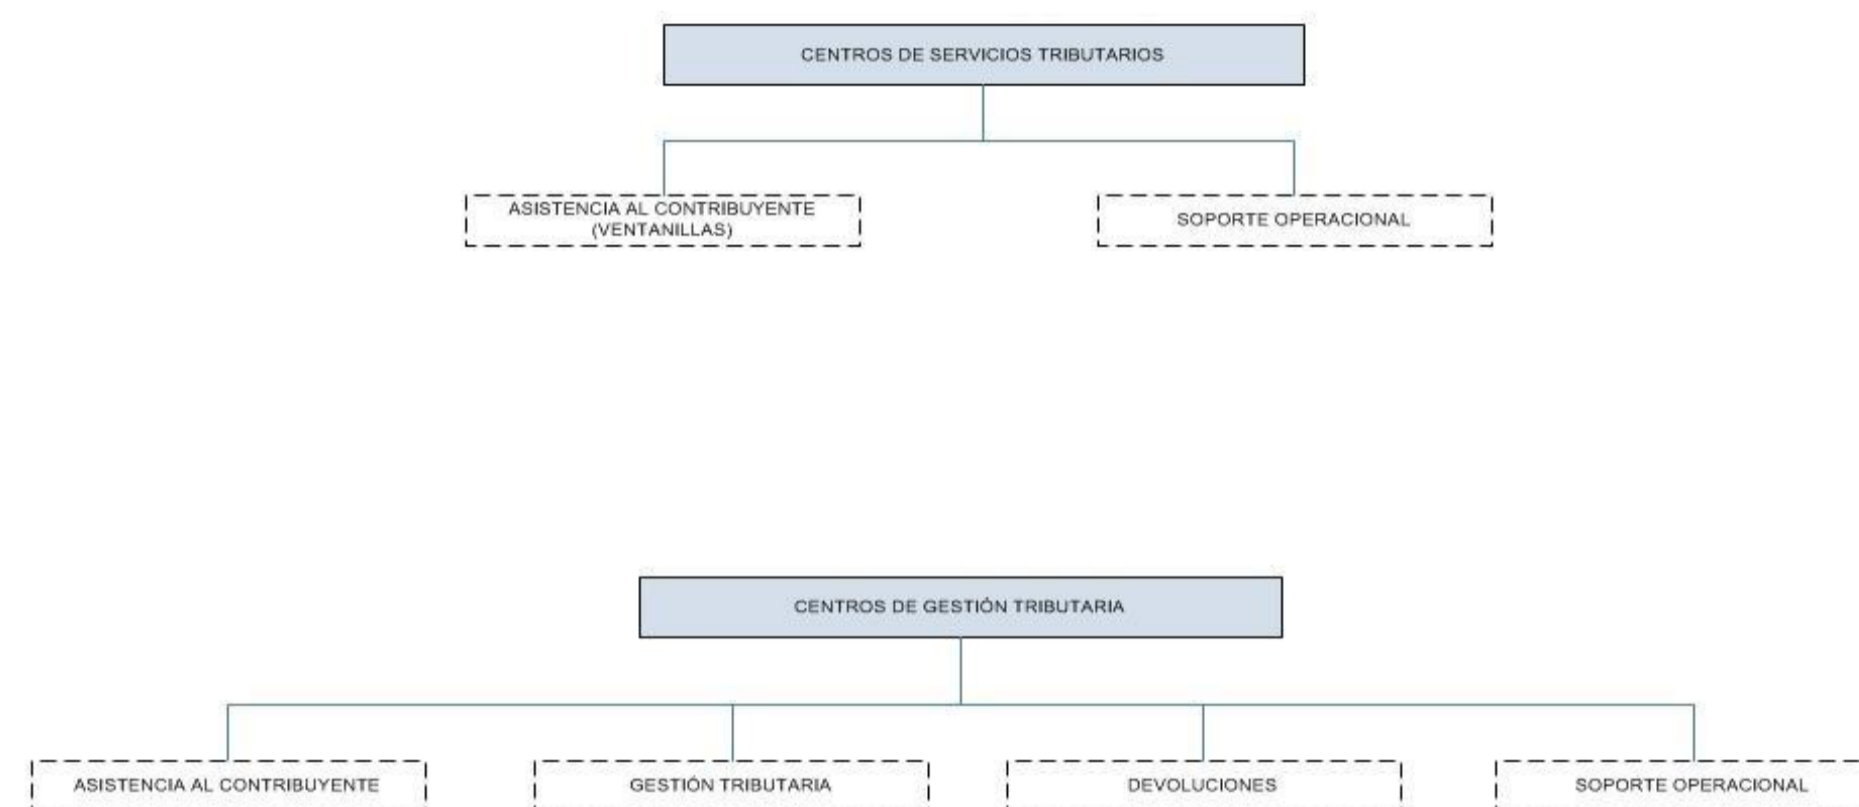 CENTROS DE SERVICIOS TRIBUTARIOS
ASISTENCIA AL CONTRIBUYENTE
(VENTANILLAS)
SOPORTE OPERACIONAL
CENTROS DE GESTIÓN TRIBUTARIA
ASISTENCIA AL CONTRIBUYENTE
GESTIÓN TRIBUTARIA
DEVOLUCIONES
SOPORTE OPERACIONAL